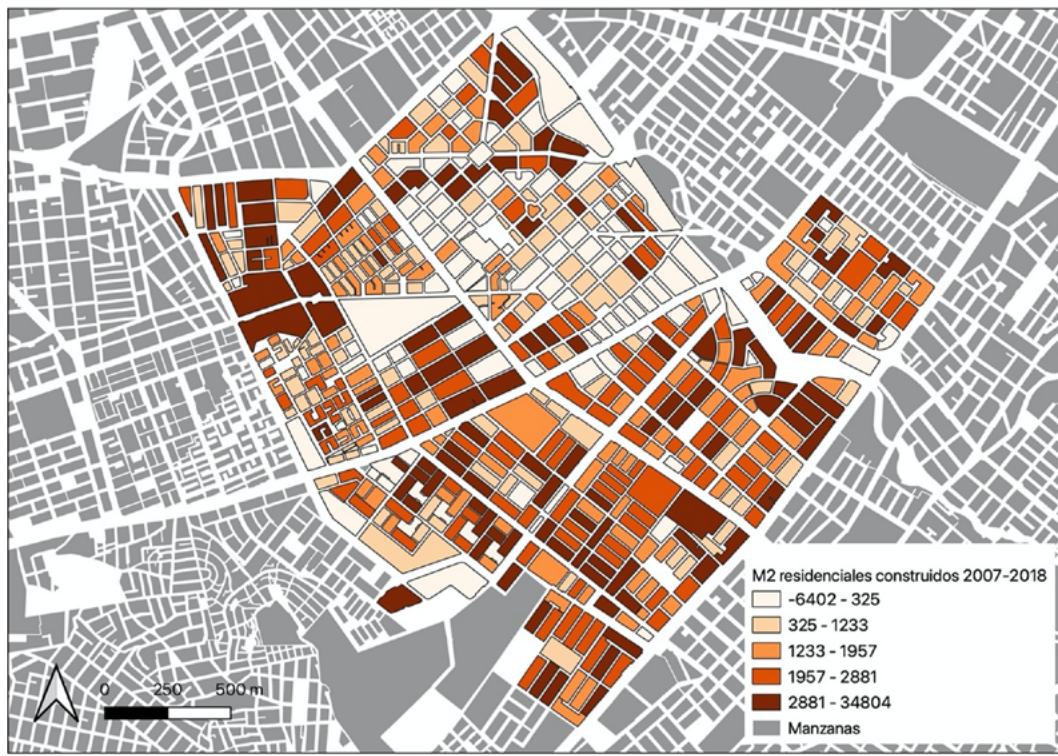 M2 residenciales construidos 2007-2018
-6402 - 325
325 - 1233
1233 - 1957
1957 - 2881
2881 - 34804
Manzanas
0 250 500 m